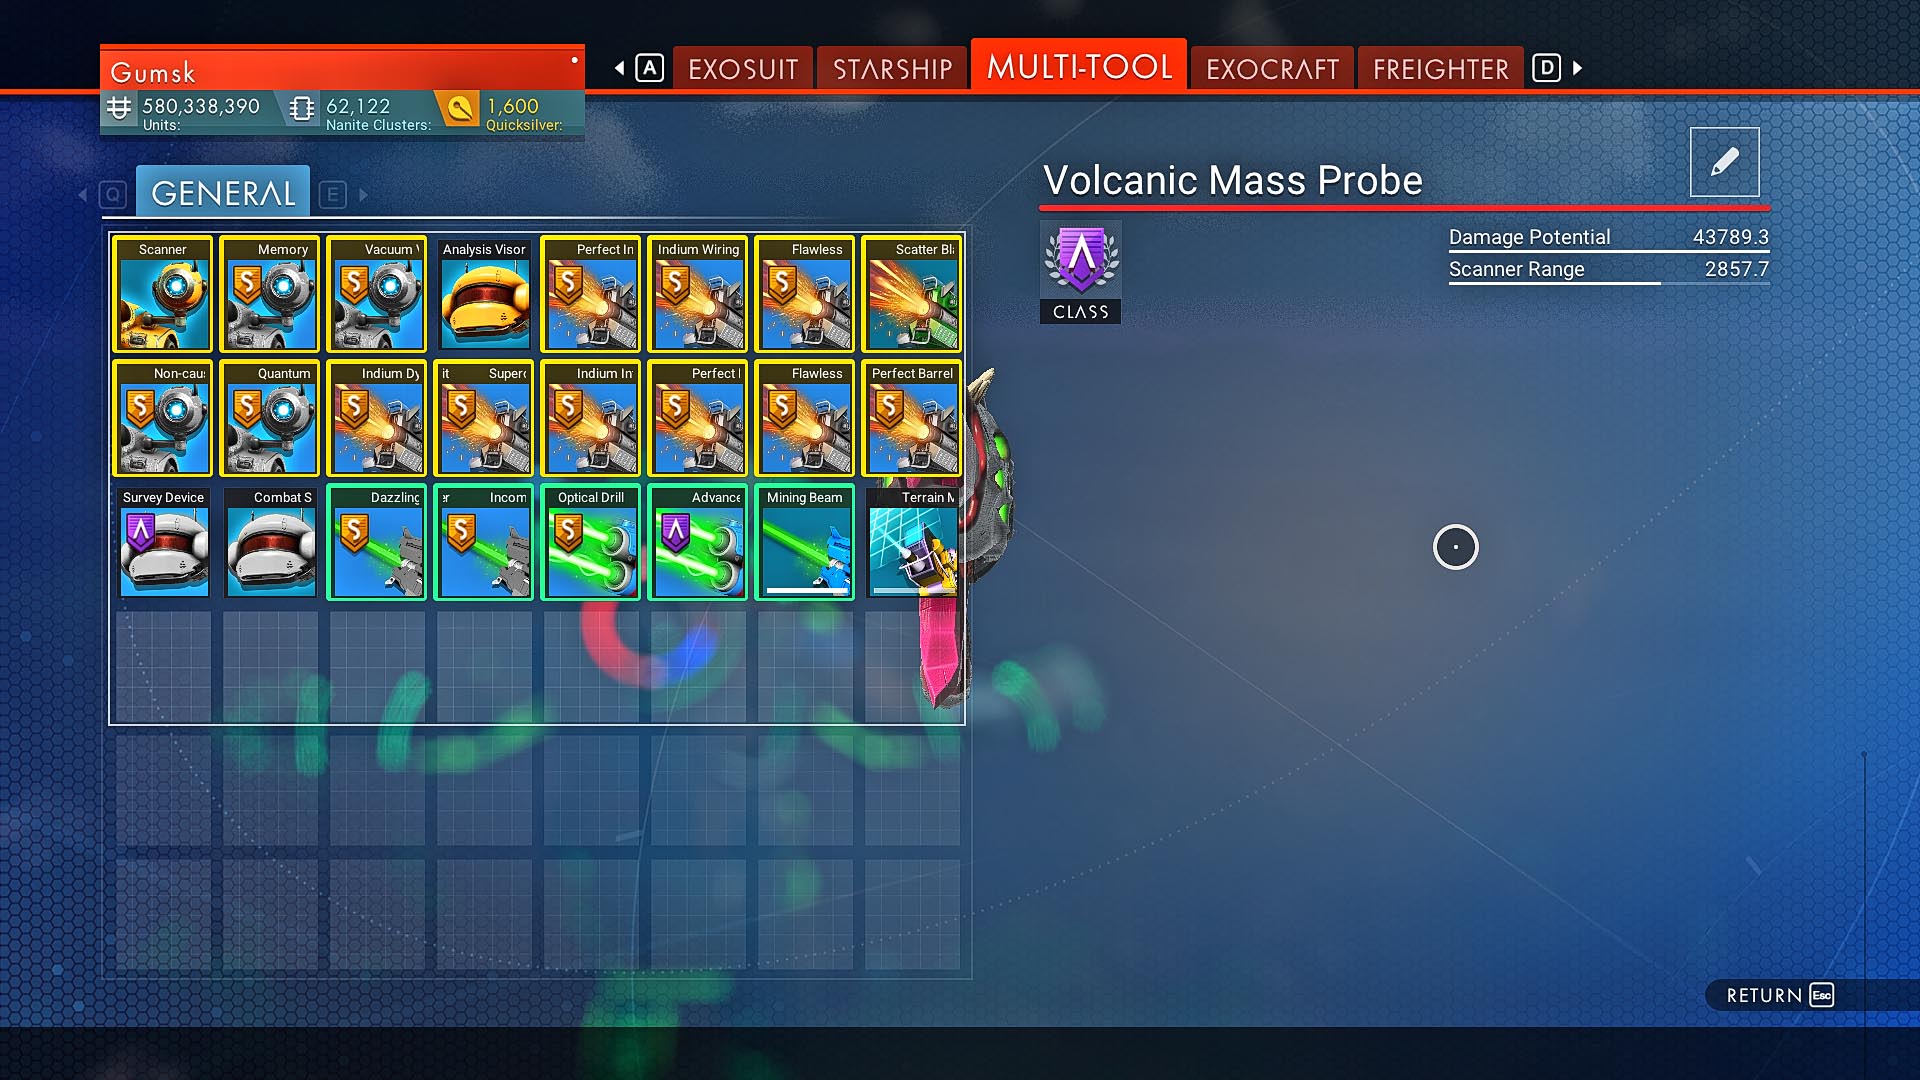 Gumsk
580,338,390
Units:
62,122
Nanite Clusters:
1,600
Quicksilver:
A
EXOSUIT
STARSHIP
MULTI-TOOL
EXOCRAFT
FREIGHTER
D
Q
GENERAL
E
Volcanic Mass Probe
A
CLASS
Damage Potential 43789.3
Scanner Range 2857.7
Scanner
Memory
Vacuum
Analysis Visor
Perfect In
Indium Wiring
Flawless
Scatter Bl
S S S S S
Non-cau
Quantum
Indium Dy
it Superc
Indium In
Perfect
Flawless
Perfect Barrel
S S S S S S S S
Survey Device
Combat S
Dazzling
er Incom
Optical Drill
Advance
Mining Beam
Terrain M
A S S S A
RETURN Esc